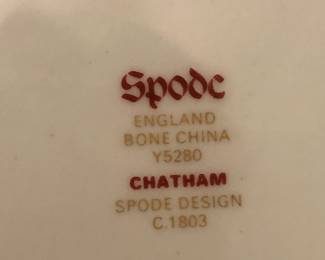 Spode
ENGLAND
BONE CHINA
Y5280
CHATHAM
SPODE DESIGN
C.1803